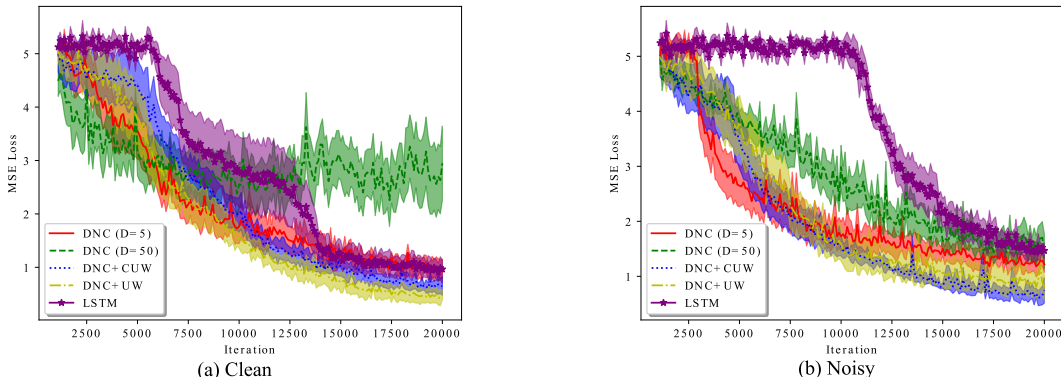 5
4
3
2
1
MSE Loss
DNC (D=5)
DNC (D=50)
DNC+CUW
DNC+UW
LSTM
2500 5000 7500 10000 12500 15000 17500 20000
Iteration
(a) Clean
5
4
3
2
1
MSE Loss
DNC (D=5)
DNC (D=50)
DNC+CUW
DNC+UW
LSTM
2500 5000 7500 10000 12500 15000 17500 20000
Iteration
(b) Noisy